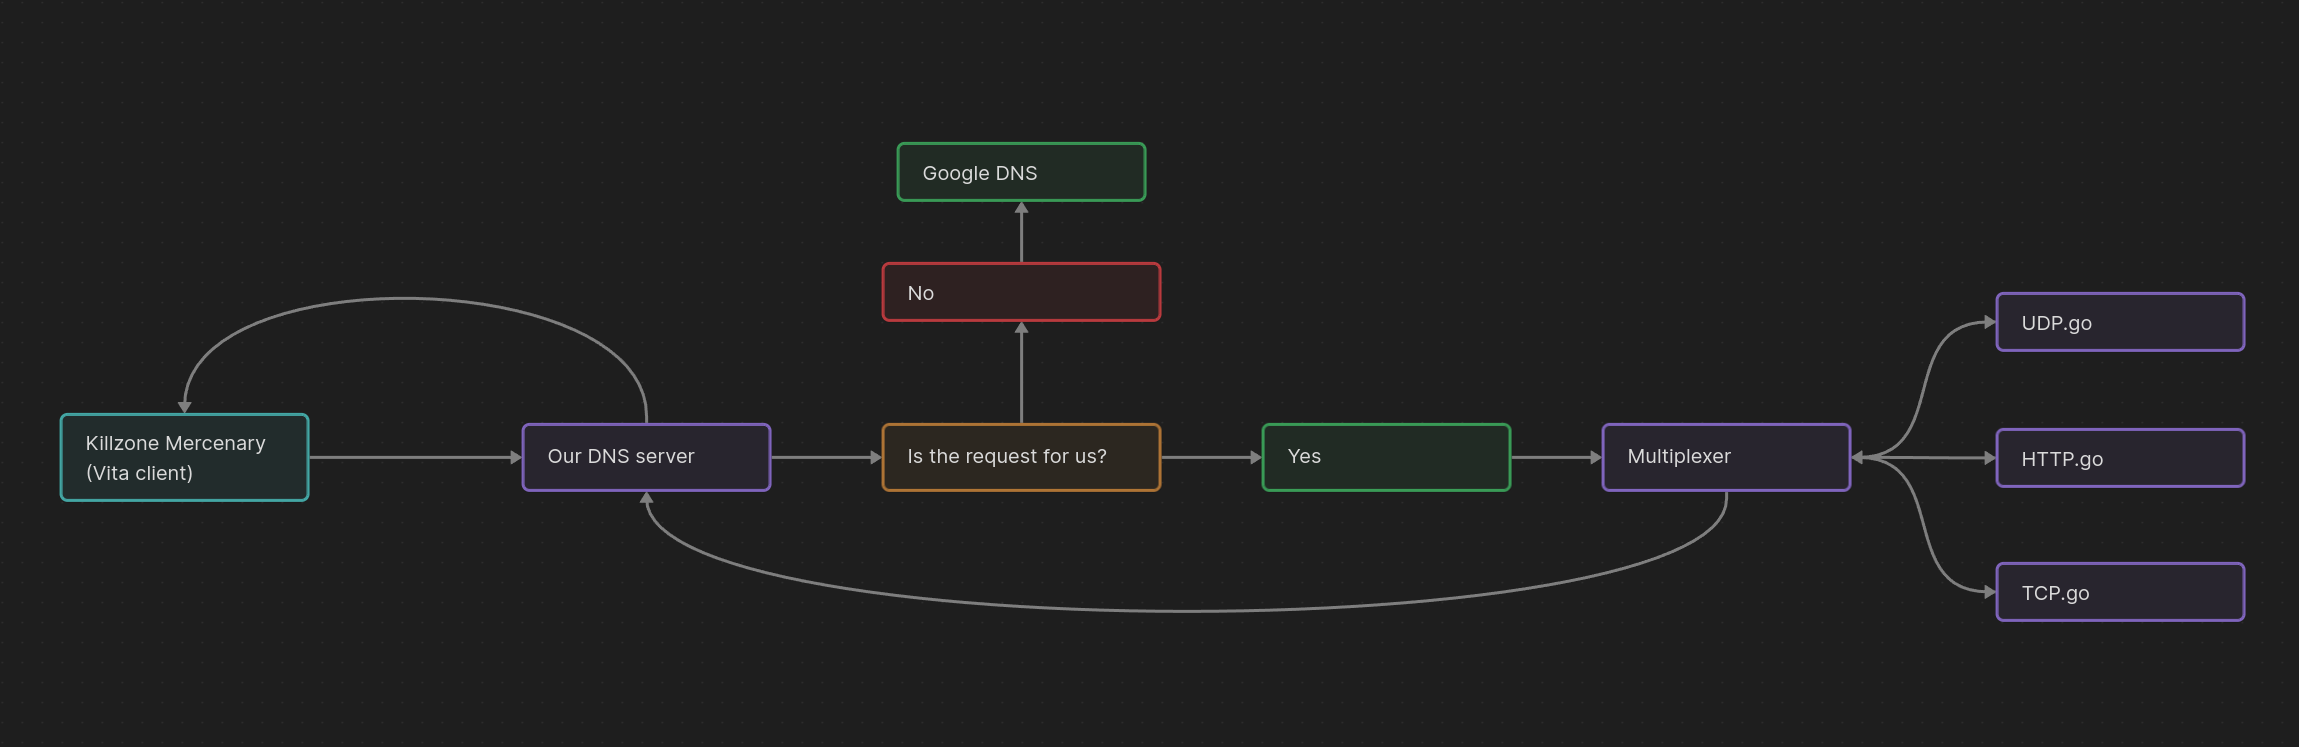 Google DNS
No
Killzone Mercenary
(Vita client)
Our DNS server
Is the request for us?
Yes
Multiplexer
UDP.go
HTTP.go
TCP.go